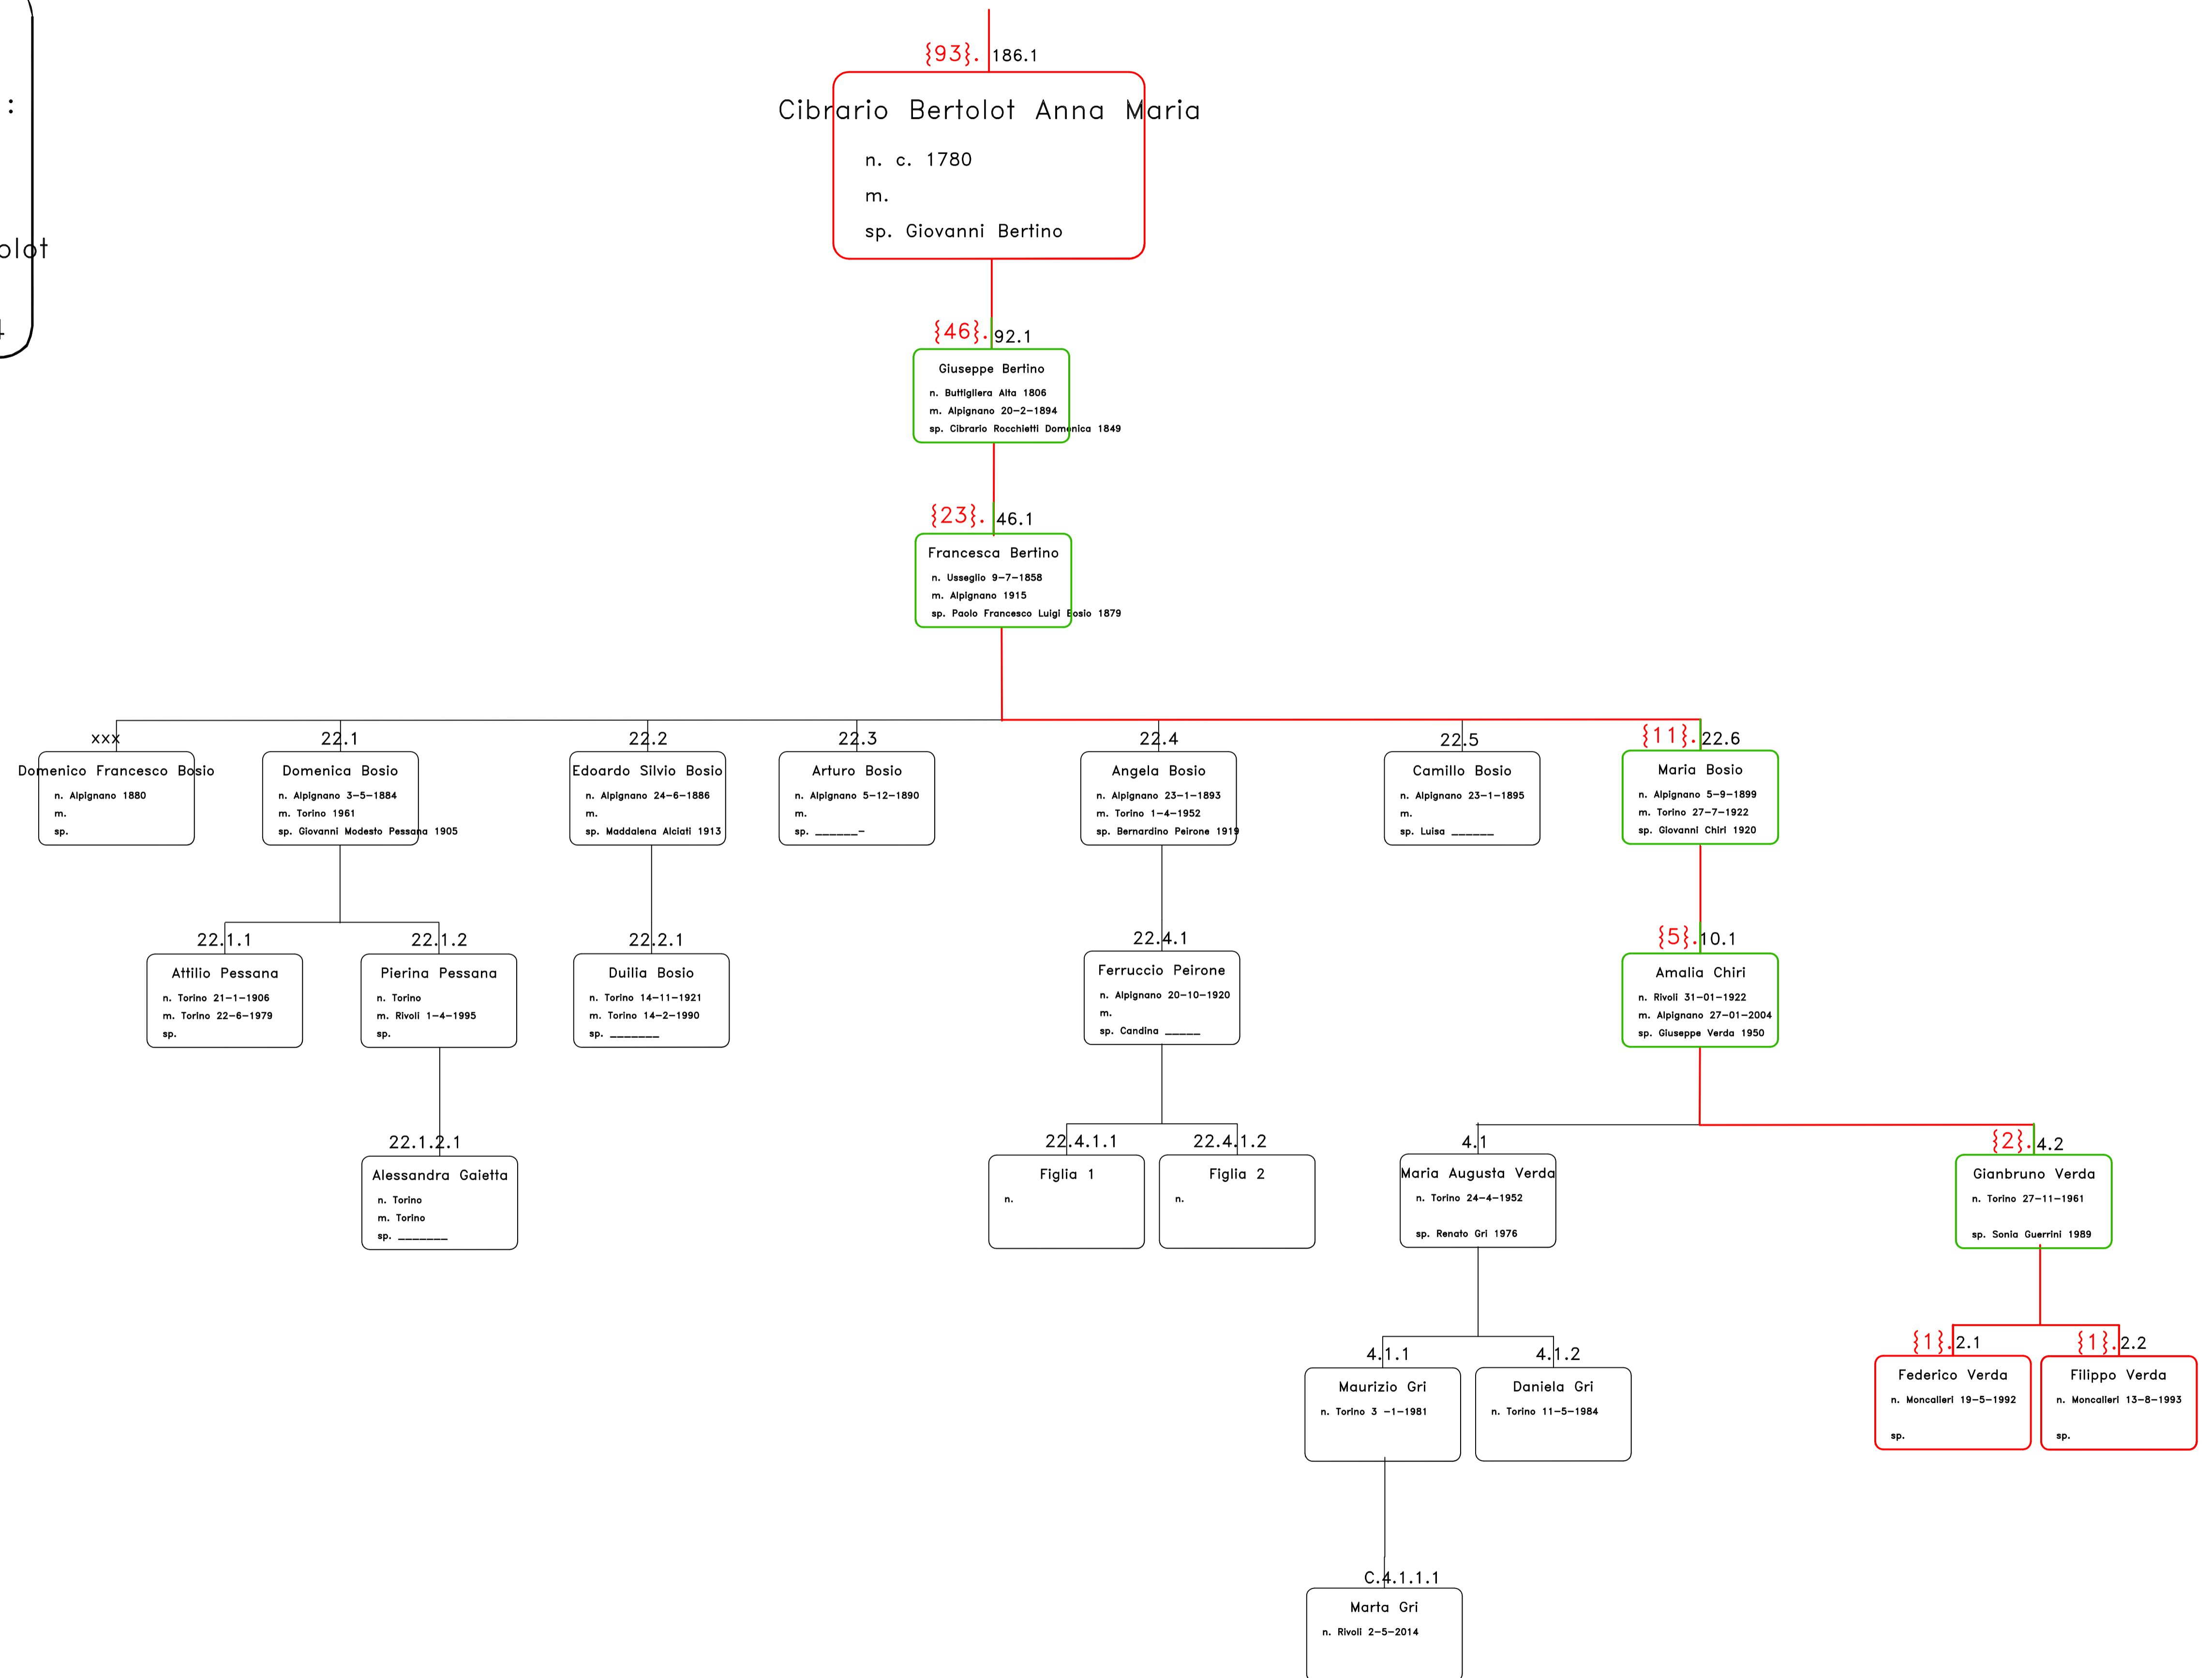 :
olot
4
{93}. 186.1
Cibrario Bertolot Anna Maria
n. c. 1780
m.
sp. Giovanni Bertino
{46}. 92.1
Giuseppe Bertino
n. Buttigliera Alta 1806
m. Alpignano 20-2-1894
sp. Cibrario Rocchietti Domenica 1849
{23}. 46.1
Francesca Bertino
n. Usseglio 9-7-1858
m. Alpignano 1915
sp. Paolo Francesco Luigi Bosio 1879
xxx
Domenico Francesco Bosio
n. Alpignano 1880
m.
sp.
22.1
Domenica Bosio
n. Alpignano 3-5-1884
m. Torino 1961
sp. Giovanni Modesto Pessana 1905
22.2
Edoardo Silvio Bosio
n. Alpignano 24-6-1886
m.
sp. Maddalena Alciati 1913
22.3
Arturo Bosio
n. Alpignano 5-12-1890
m.
sp. ______-
22.4
Angela Bosio
n. Alpignano 23-1-1893
m. Torino 1-4-1952
sp. Bernardino Peirone 1919
22.5
Camillo Bosio
n. Alpignano 23-1-1895
m.
sp. Luisa ______
{11}. 22.6
Maria Bosio
n. Alpignano 5-9-1899
m. Torino 27-7-1922
sp. Giovanni Chiri 1920
22.1.1
Attilio Pessana
n. Torino 21-1-1906
m. Torino 22-6-1979
sp.
22.1.2
Pierina Pessana
n. Torino
m. Rivoli 1-4-1995
sp.
22.2.1
Duilia Bosio
n. Torino 14-11-1921
m. Torino 14-2-1990
sp. _______
22.4.1
Ferruccio Peirone
n. Alpignano 20-10-1920
m.
sp. Candina _____
{5}. 10.1
Amalia Chiri
n. Rivoli 31-01-1922
m. Alpignano 27-01-2004
sp. Giuseppe Verda 1950
22.1.2.1
Alessandra Gaietta
n. Torino
m. Torino
sp. _______
22.4.1.1
Figlia 1
n.
22.4.1.2
Figlia 2
n.
4.1
Maria Augusta Verda
n. Torino 24-4-1952
sp. Renato Gri 1976
{2}. 4.2
Gianbruno Verda
n. Torino 27-11-1961
sp. Sonia Guerrini 1989
4.1.1
Maurizio Gri
n. Torino 3 -1-1981
4.1.2
Daniela Gri
n. Torino 11-5-1984
{1}. 2.1
Federico Verda
n. Moncalieri 19-5-1992
sp.
{1}. 2.2
Filippo Verda
n. Moncalieri 13-8-1993
sp.
C.4.1.1.1
Marta Gri
n. Rivoli 2-5-2014